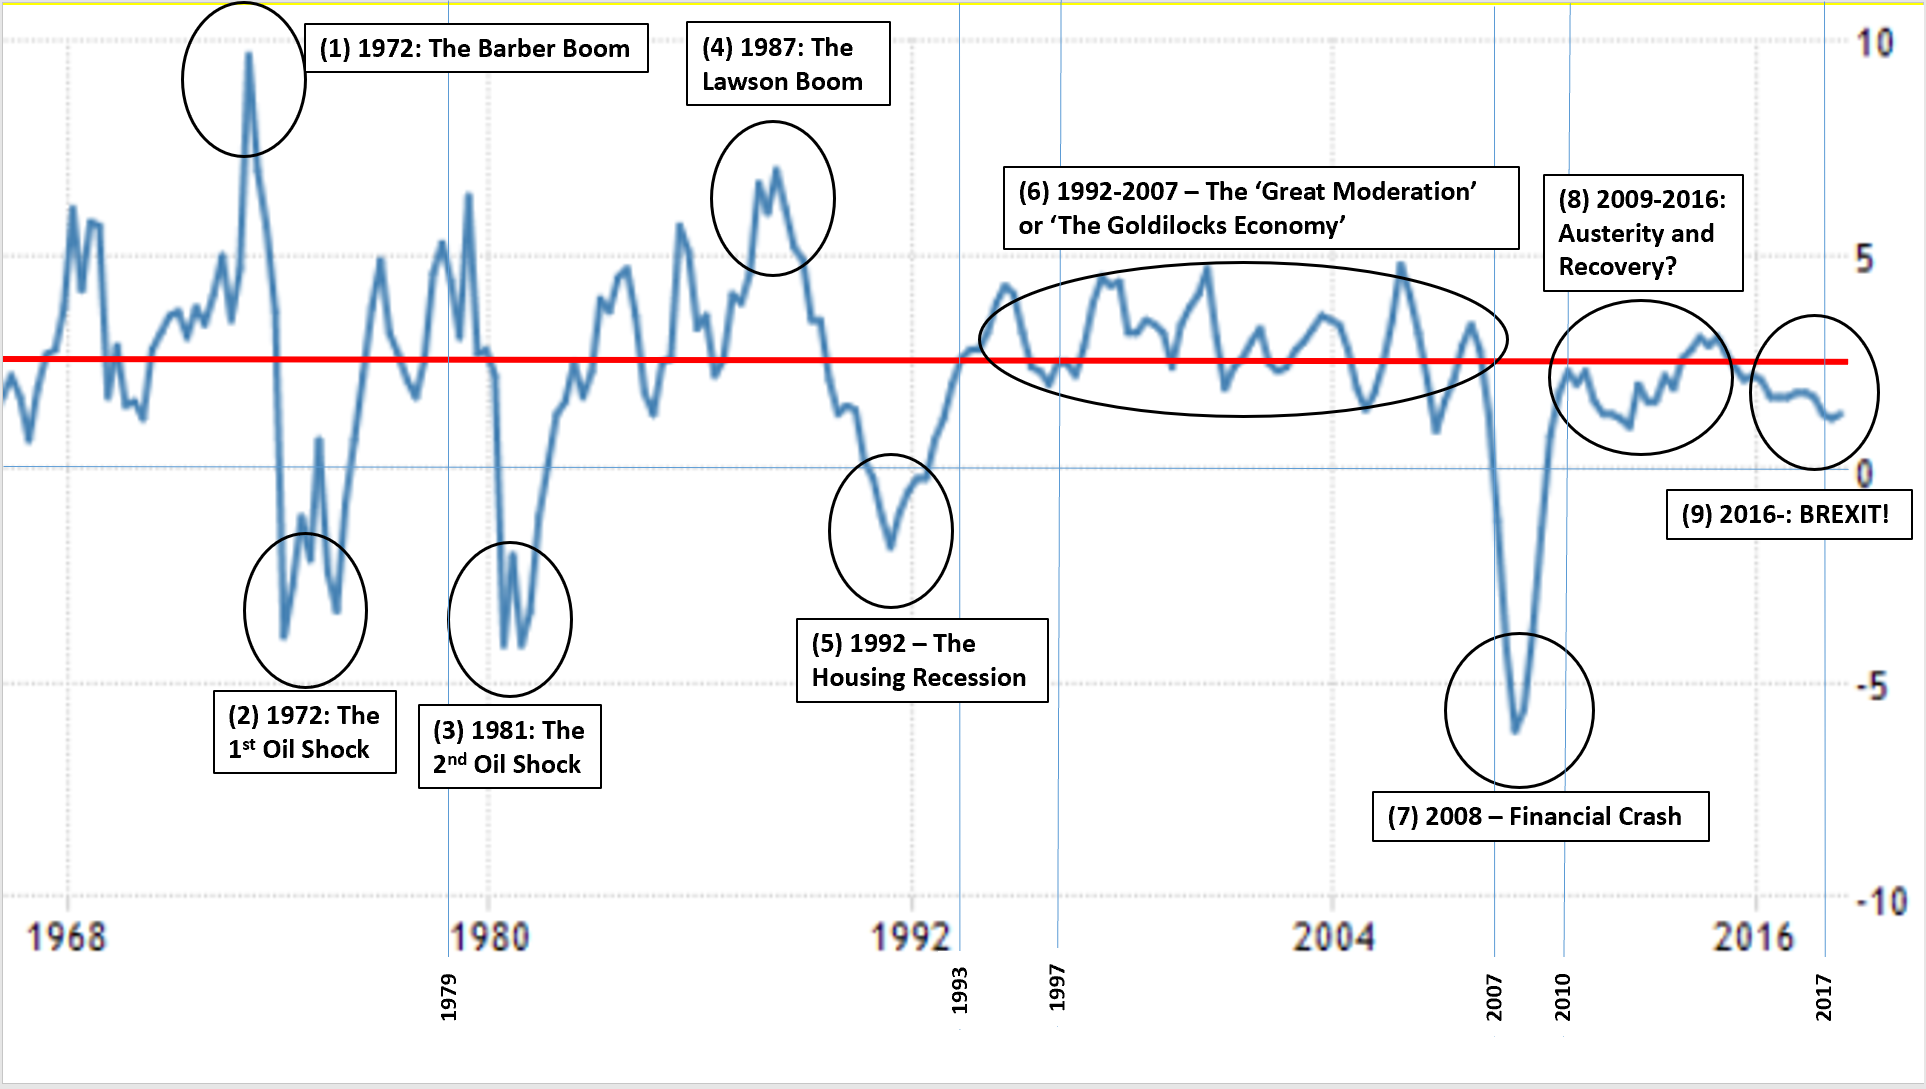 (1) 1972: The Barber Boom
(4) 1987: The
Lawson Boom
(6) 1992-2007 – The ‘Great Moderation’
or ‘The Goldilocks Economy’
(8) 2009-2016:
Austerity and
Recovery?
(9) 2016-: BREXIT!
(5) 1992 – The
Housing Recession
(2) 1972: The
1st Oil Shock
(3) 1981: The
2nd Oil Shock
(7) 2008 – Financial Crash
10
5
0
-5
-10
1968
1980
1992
2004
2016
1979
1993
1997
2007
2010
2017